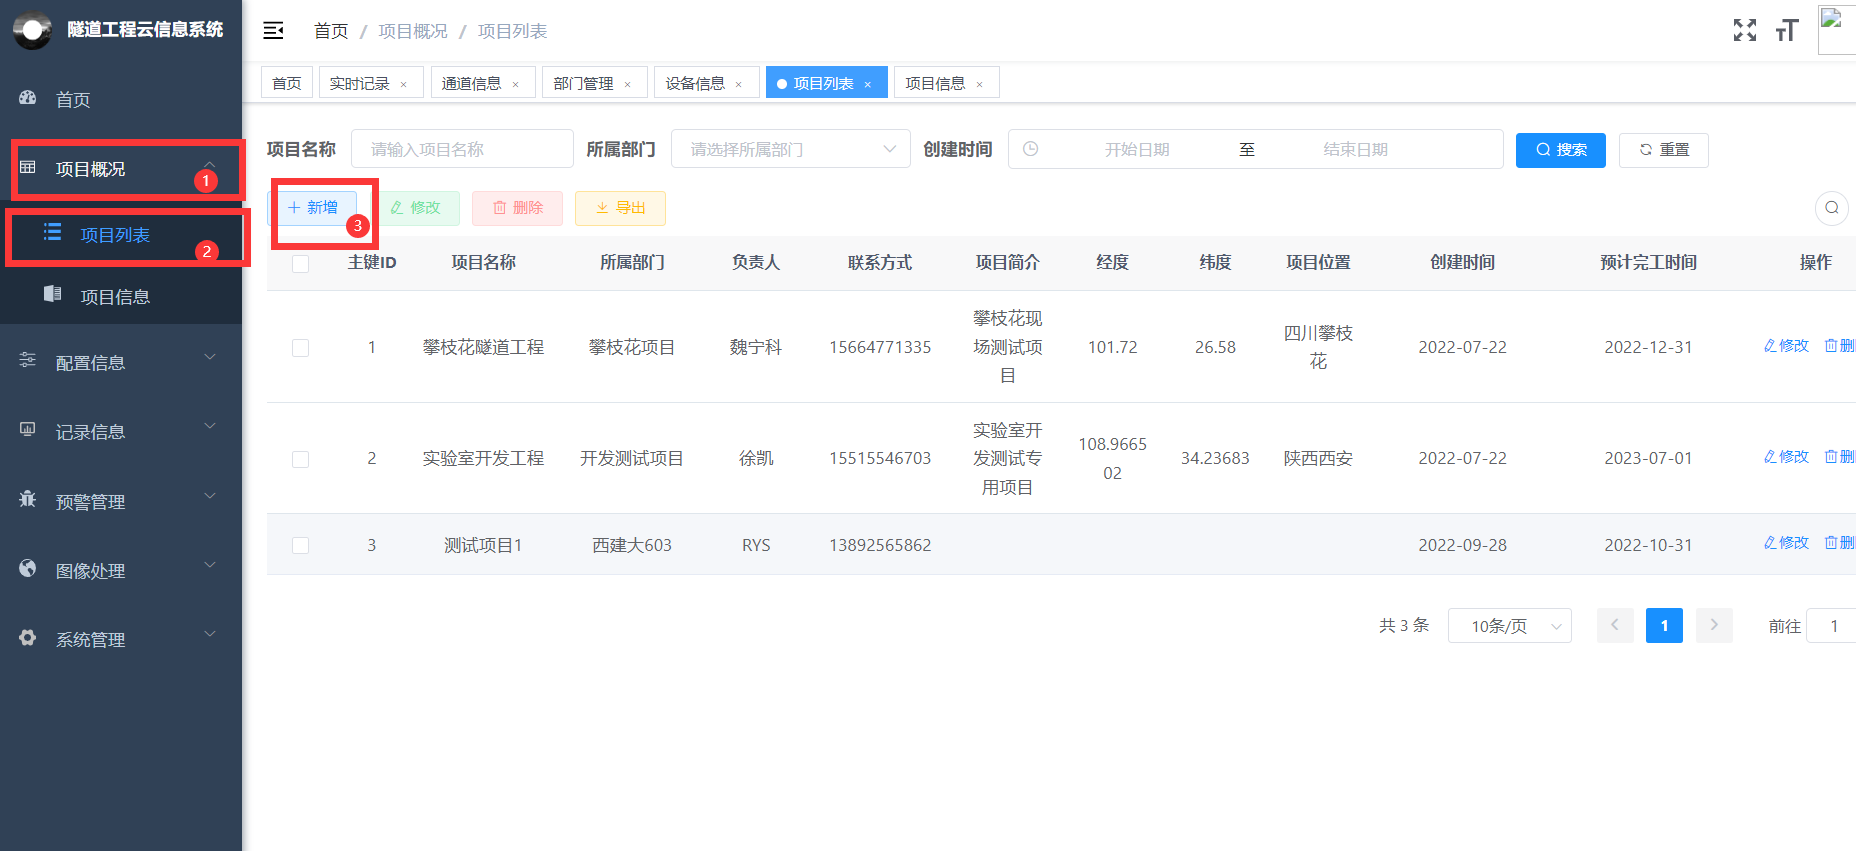 隧道工程云信息系统
首页 / 项目概况 / 项目列表
首页
实时记录 ×
通道信息 ×
部门管理 ×
设备信息 ×
项目列表 ×
项目信息 ×
首页
项目概况
1
项目列表
2
项目信息
配置信息
记录信息
预警管理
图像处理
系统管理
项目名称 请输入项目名称 所属部门 请选择所属部门 创建时间 开始日期 至 结束日期 搜索 重置
新增 3 修改 删除 导出
主键ID 项目名称 所属部门 负责人 联系方式 项目简介 经度 纬度 项目位置 创建时间 预计完工时间 操作
1 攀枝花隧道工程 攀枝花项目 魏宁科 15664771335 攀枝花现场测试项目 101.72 26.58 四川攀枝花 2022-07-22 2022-12-31 修改 删
2 实验室开发工程 开发测试项目 徐凯 15515546703 实验室开发测试专用项目 108.966502 34.23683 陕西西安 2022-07-22 2023-07-01 修改 删
3 测试项目1 西建大603 RYS 13892565862 2022-09-28 2022-10-31 修改 删
共 3 条 10条/页 1 前往 1